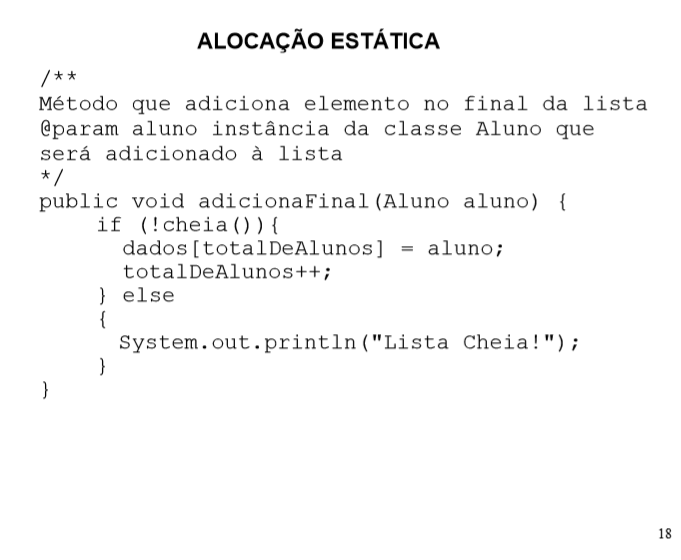 ALOCAÇÃO ESTÁTICA
/**
Método que adiciona elemento no final da lista
@param aluno instância da classe Aluno que
será adicionado à lista
*/
public void adicionaFinal(Aluno aluno) {
if (!cheia()){
dados[totalDeAlunos] = aluno;
totalDeAlunos++;
} else
{
System.out.println("Lista Cheia!");
}
}
18